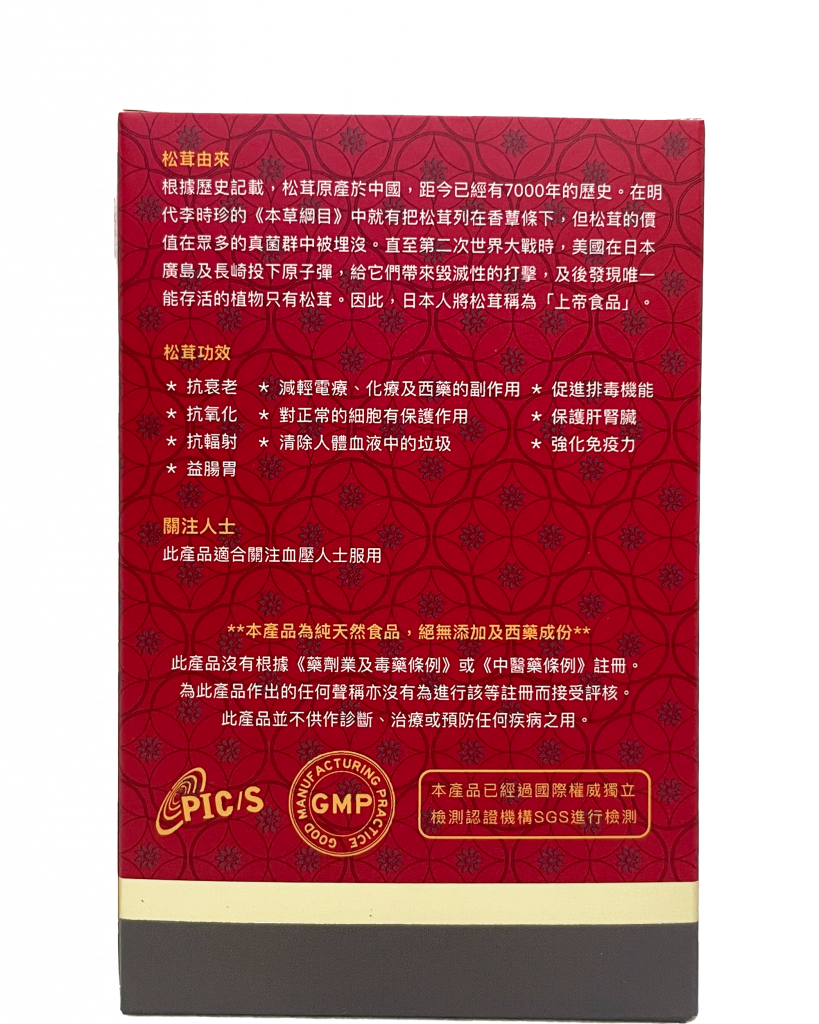 松茸由來
根據歷史記載，松茸原產於中國，距今已經有7000年的歷史。在明
代李時珍的《本草綱目》中就有把松茸列在香蕈條下，但松茸的價
值在眾多的真菌群中被埋沒。直至第二次世界大戰時，美國在日本
廣島及長崎投下原子彈，給它們帶來毀滅性的打擊，及後發現唯一
能存活的植物只有松茸。因此，日本人將松茸稱為「上帝食品」。
松茸功效
* 抗衰老 * 減輕電療、化療及西藥的副作用 * 促進排毒機能
* 抗氧化 * 對正常的細胞有保護作用 * 保護肝腎臟
* 抗輻射 * 清除人體血液中的垃圾 * 強化免疫力
* 益腸胃
關注人士
此產品適合關注血壓人士服用
**本產品為純天然食品，絕無添加及西藥成份**
此產品沒有根據《藥劑業及毒藥條例》或《中醫藥條例》註冊。
為此產品作出的任何聲稱亦沒有為進行該等註冊而接受評核。
此產品並不供作診斷、治療或預防任何疾病之用。
PIC/S
GOOD MANUFACTURING PRACTICE
GMP
本產品已經過國際權威獨立
檢測認證機構SGS進行檢測